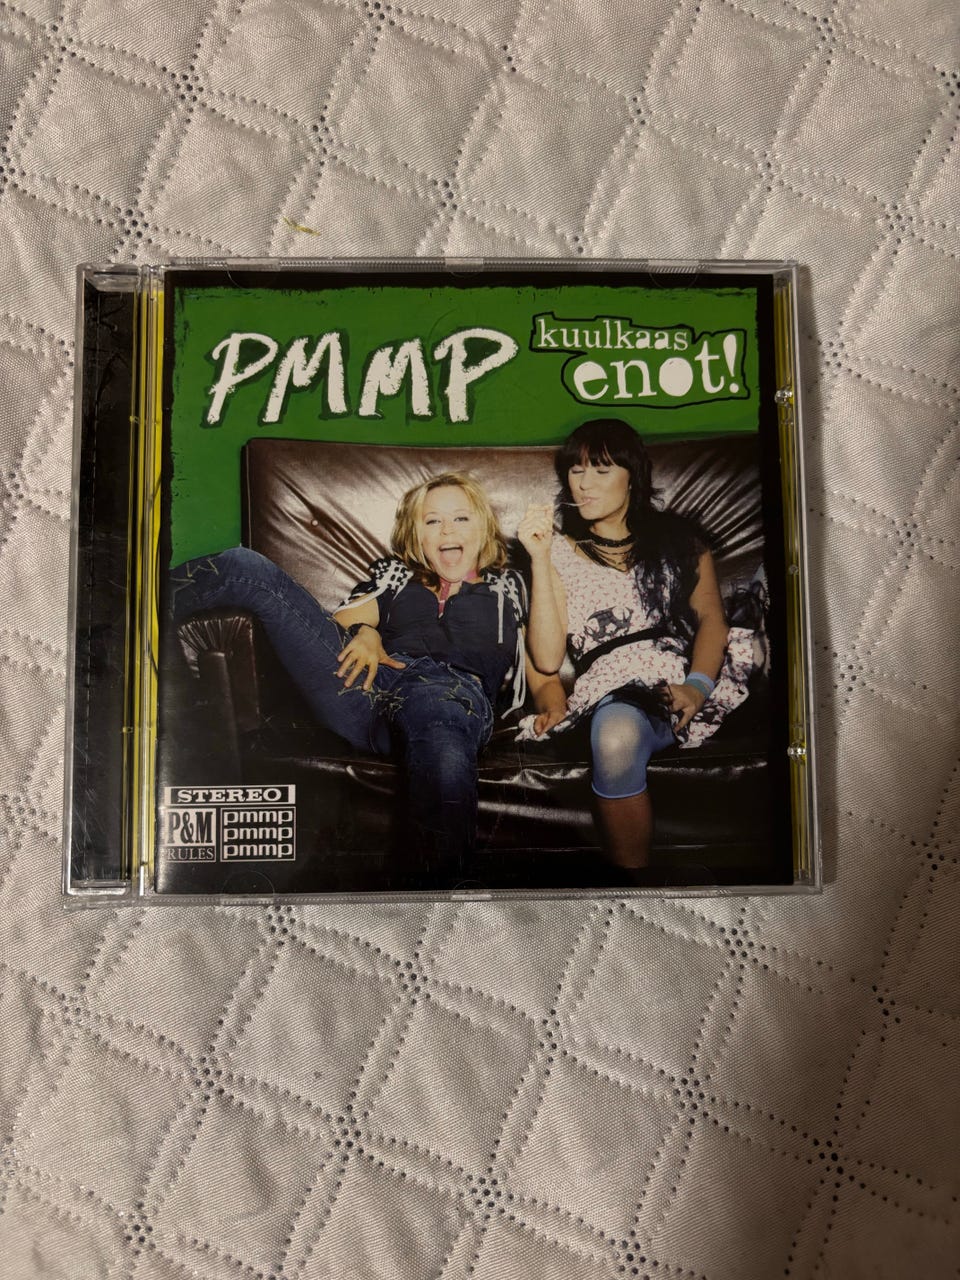 PMMP
kuulkaas
enot!
STEREO
P&M
RULES
pmmp
pmmp
pmmp